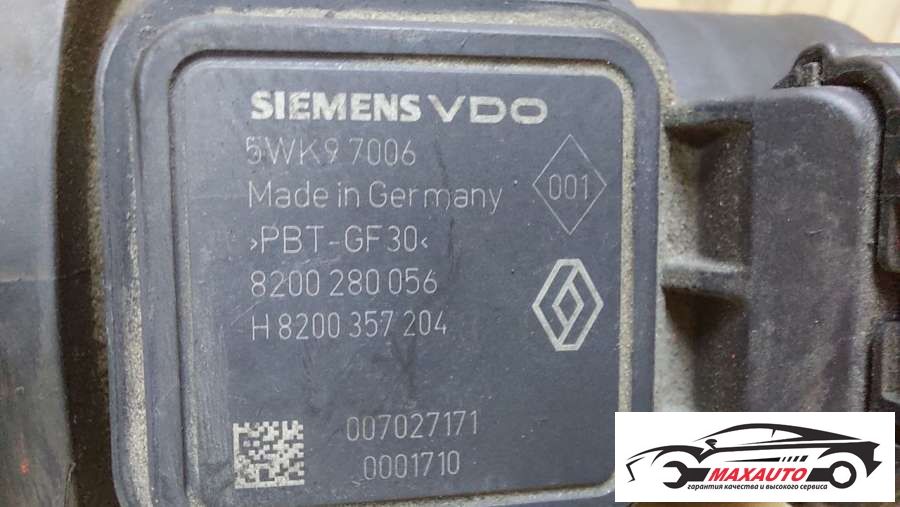 SIEMENS VDO
5WK9 7006
Made in Germany
001
>PBT-GF30<
8200 280 056
H 8200 357 204
007027171
0001710
MAXAUTO
гарантия качества и высокого сервиса